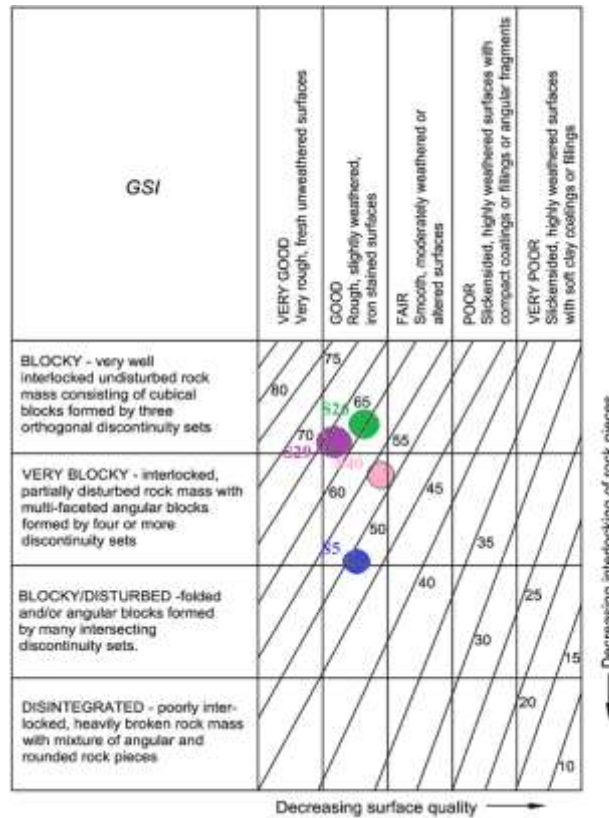 GSI
VERY GOOD
Very rough, fresh unweathered surfaces
GOOD
Rough, slightly weathered,
iron stained surfaces
FAIR
Smooth, moderately weathered or
altered surfaces
POOR
Slickensided, highly weathered surfaces with
compact coatings or fillings or angular fragments
VERY POOR
Slickensided, highly weathered surfaces
with soft clay coatings or fillings
BLOCKY - very well
interlocked undisturbed rock
mass consisting of cubical
blocks formed by three
orthogonal discontinuity sets
75
80
65
70
55
S29
VERY BLOCKY - interlocked,
partially disturbed rock mass with
multi-faceted angular blocks
formed by four or more
discontinuity sets
60
45
50
35
S5
BLOCKY/DISTURBED -folded
and/or angular blocks formed
by many intersecting
discontinuity sets.
40
25
30
15
DISINTEGRATED - poorly inter-
locked, heavily broken rock mass
with mixture of angular and
rounded rock pieces
20
10
Decreasing surface quality
Decreasing interlocking of rock pieces